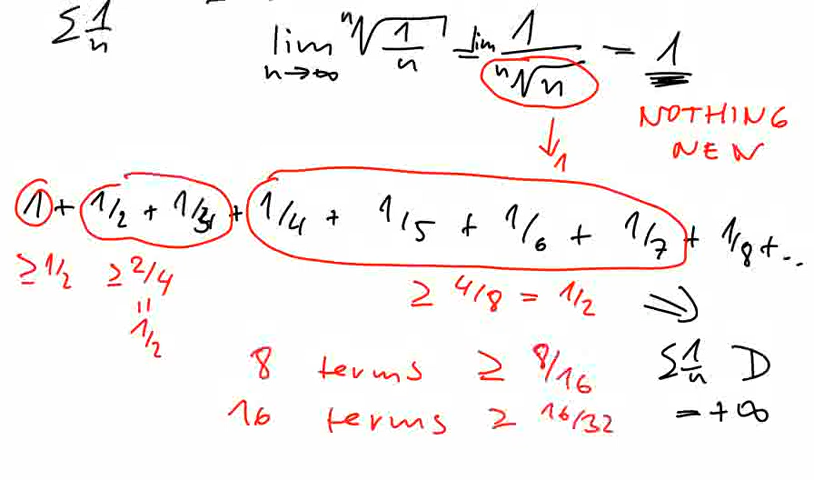 Σ 1/n
lim n→∞ ⁿ√(1/n) = lim 1/ⁿ√n = 1
→ 1
NOTHING
NEW
1 + 1/2 + 1/3 + 1/4 + 1/5 + 1/6 + 1/7 + 1/8 + ..
≥ 1/2 ≥ 2/4 = 1/2
≥ 4/8 = 1/2 ⇒
8 terms ≥ 8/16 Σ 1/n D
16 terms ≥ 16/32 = +∞